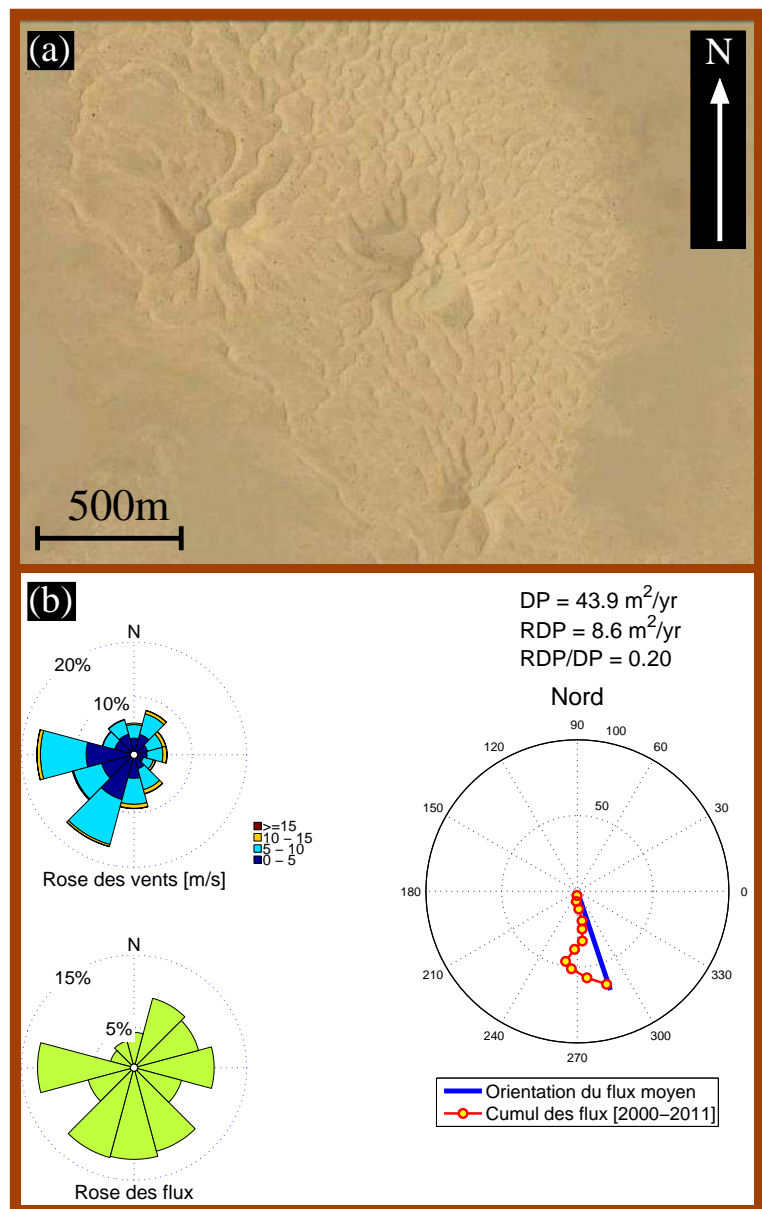 (a)
N
500m
(b)
DP = 43.9 m²/yr
RDP = 8.6 m²/yr
RDP/DP = 0.20
N
20%
10%
>=15
10 − 15
5 − 10
0 − 5
Rose des vents [m/s]
Nord
90
100
120
60
50
150
30
180
0
210
330
240
300
270
N
15%
5%
Rose des flux
Orientation du flux moyen
Cumul des flux [2000−2011]